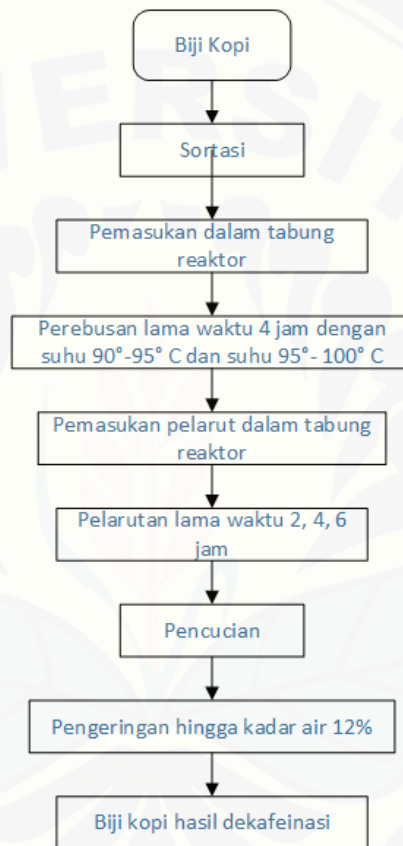 Biji Kopi
Sortasi
Pemasukan dalam tabung
reaktor
Perebusan lama waktu 4 jam dengan
suhu 90°-95° C dan suhu 95°- 100° C
Pemasukan pelarut dalam tabung
reaktor
Pelarutan lama waktu 2, 4, 6
jam
Pencucian
Pengeringan hingga kadar air 12%
Biji kopi hasil dekafeinasi